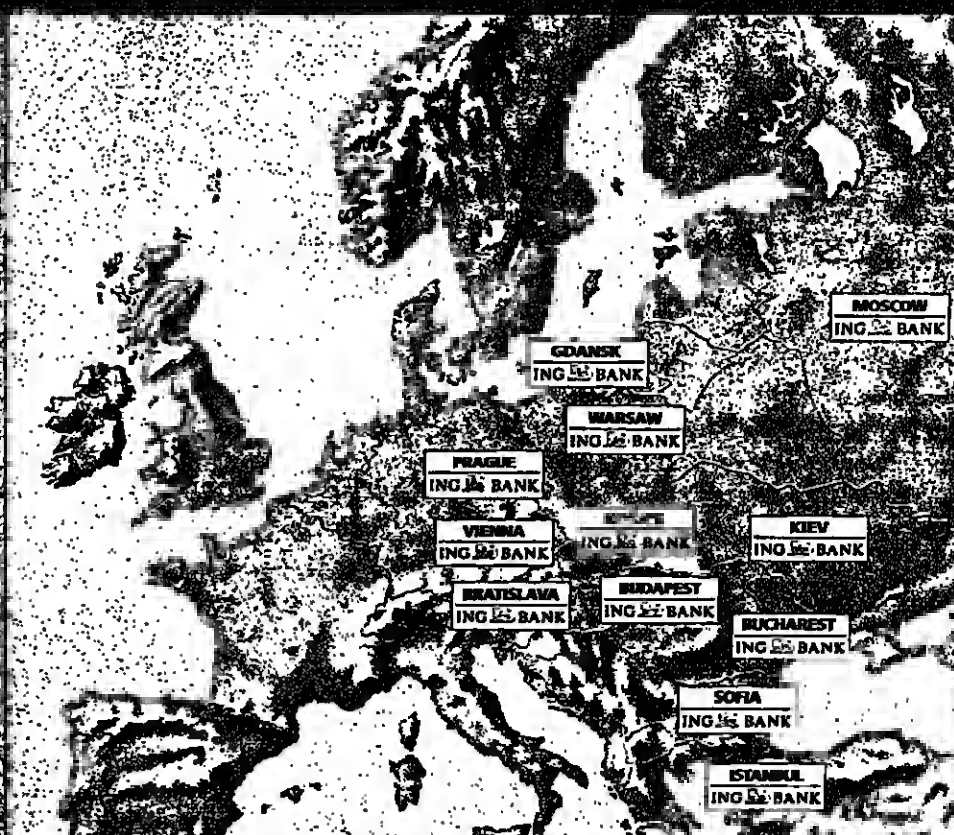 MOSCOW
ING BANK
GDANSK
ING BANK
WARSAW
ING BANK
PRAGUE
ING BANK
VIENNA
ING BANK
ING BANK
KIEV
ING BANK
BRATISLAVA
ING BANK
BUDAPEST
ING BANK
BUCHAREST
ING BANK
SOFIA
ING BANK
ISTANBUL
ING BANK